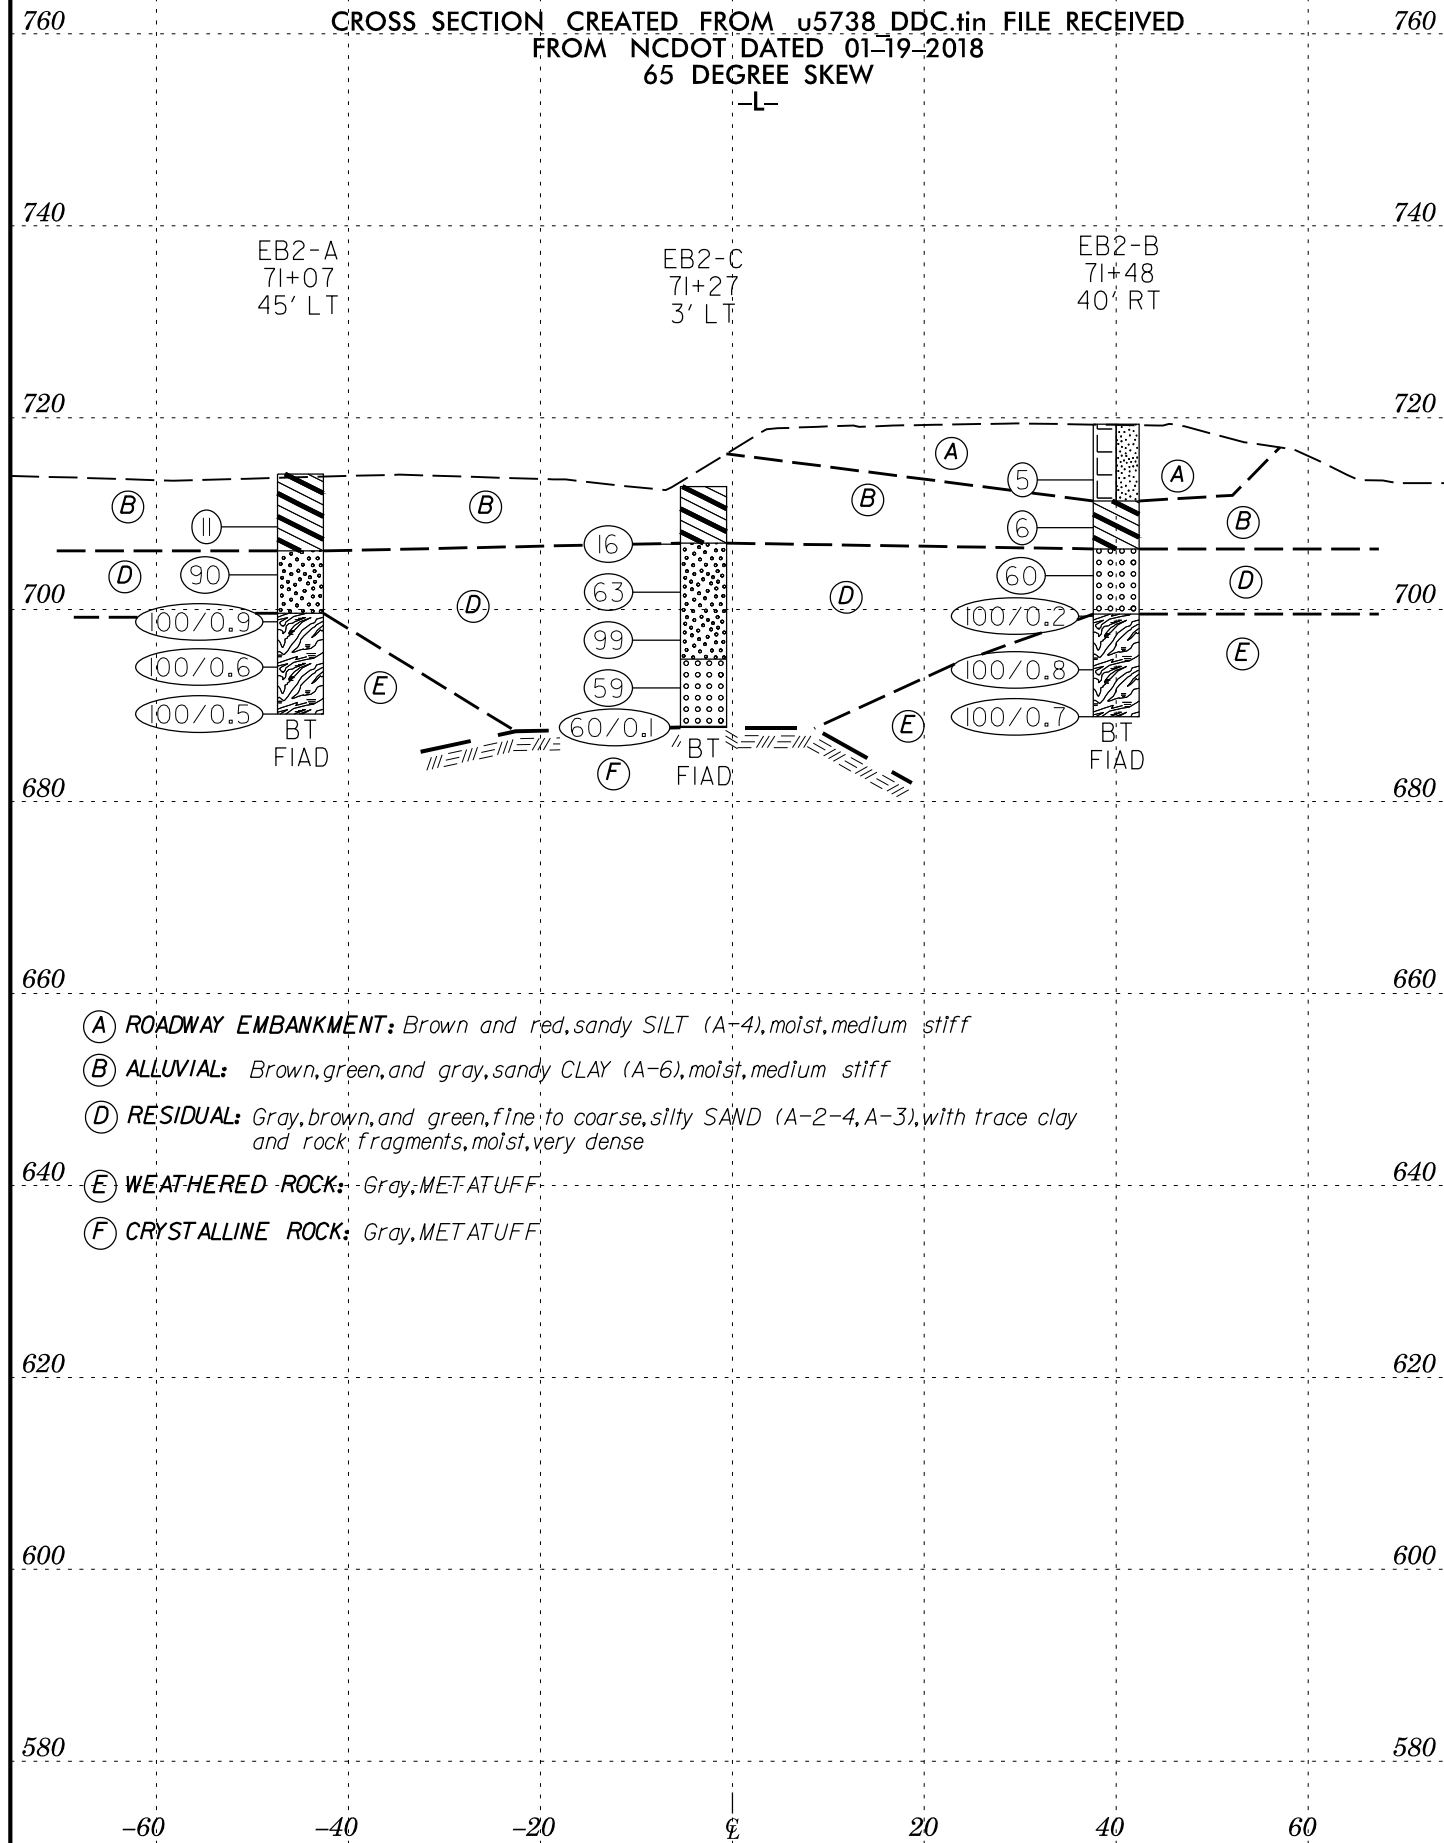 760 760
CROSS SECTION CREATED FROM u5738_DDC.tin FILE RECEIVED
FROM NCDOT DATED 01-19-2018
65 DEGREE SKEW
-L-
740 740
EB2-A
71+07
45' LT
EB2-C
71+27
3' LT
EB2-B
71+48
40' RT
720 720
A
5
A
B
B
B
11
6
B
16
D
90
63
60
D
D
D
700 700
100/0.9
100/0.2
99
E
100/0.6
100/0.8
E
59
100/0.5
100/0.7
60/0.1
E
BT
FIAD
BT
FIAD
BT
FIAD
F
680 680
660 660
A ROADWAY EMBANKMENT: Brown and red, sandy SILT (A-4), moist, medium stiff
B ALLUVIAL: Brown, green, and gray, sandy CLAY (A-6), moist, medium stiff
D RESIDUAL: Gray, brown, and green, fine to coarse, silty SAND (A-2-4, A-3), with trace clay
and rock fragments, moist, very dense
640 640
E WEATHERED ROCK: Gray, METATUFF
F CRYSTALLINE ROCK: Gray, METATUFF
620 620
600 600
580 580
-60 -40 -20 ℄ 20 40 60